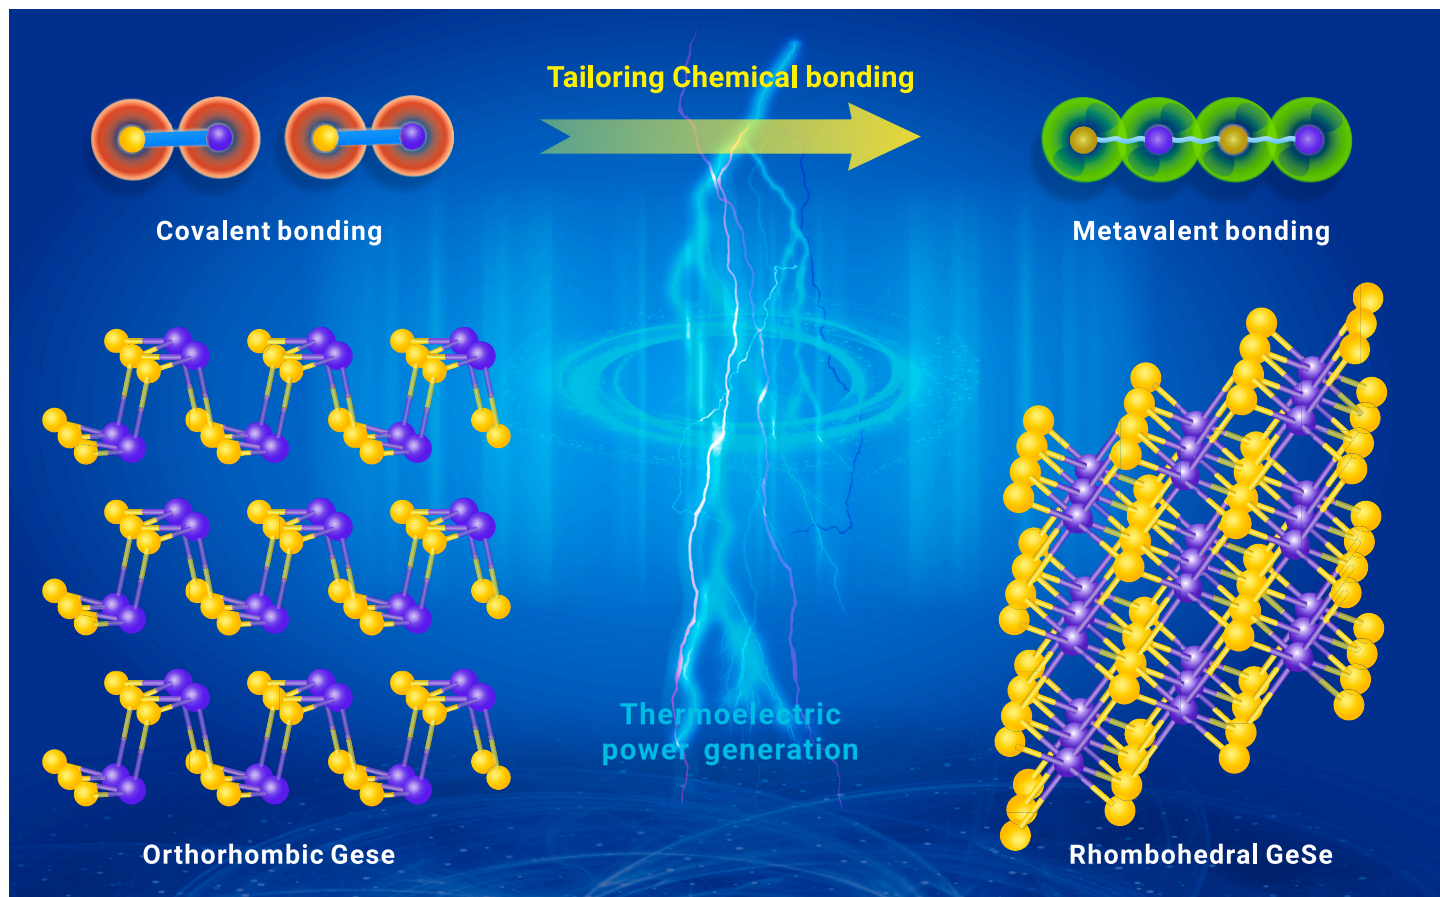 Tailoring Chemical bonding
Covalent bonding
Metavalent bonding
Thermoelectric
power generation
Orthorhombic Gese
Rhombohedral GeSe